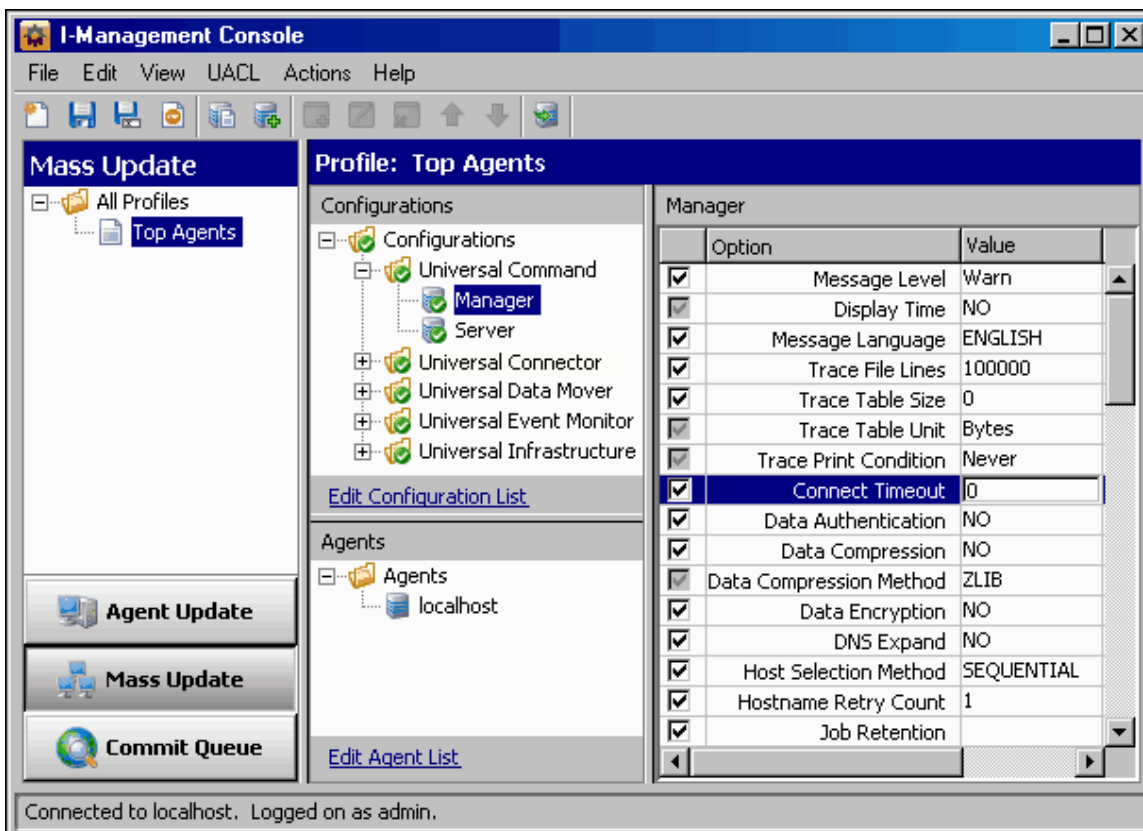 I-Management Console
File Edit View UACL Actions Help
Mass Update
All Profiles
Top Agents
Agent Update
Mass Update
Commit Queue
Profile: Top Agents
Configurations
Configurations
Universal Command
Manager
Server
Universal Connector
Universal Data Mover
Universal Event Monitor
Universal Infrastructure
Edit Configuration List
Agents
Agents
localhost
Edit Agent List
Manager
Option Value
Message Level Warn
Display Time NO
Message Language ENGLISH
Trace File Lines 100000
Trace Table Size 0
Trace Table Unit Bytes
Trace Print Condition Never
Connect Timeout 0
Data Authentication NO
Data Compression NO
Data Compression Method ZLIB
Data Encryption NO
DNS Expand NO
Host Selection Method SEQUENTIAL
Hostname Retry Count 1
Job Retention
Connected to localhost. Logged on as admin.